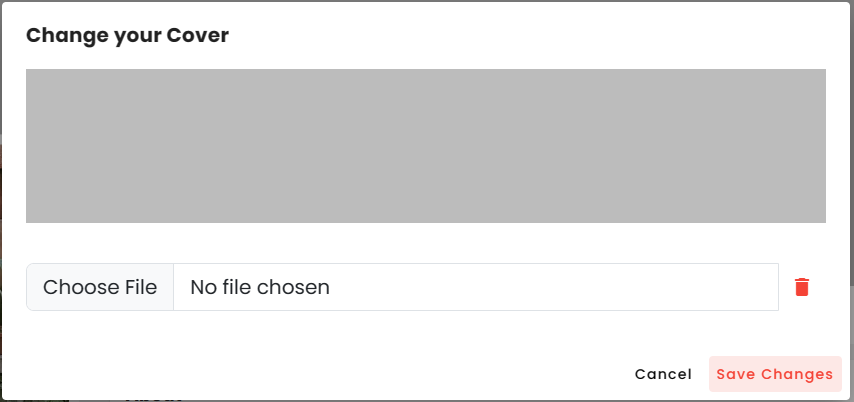 Change your Cover
Choose File No file chosen
Cancel Save Changes